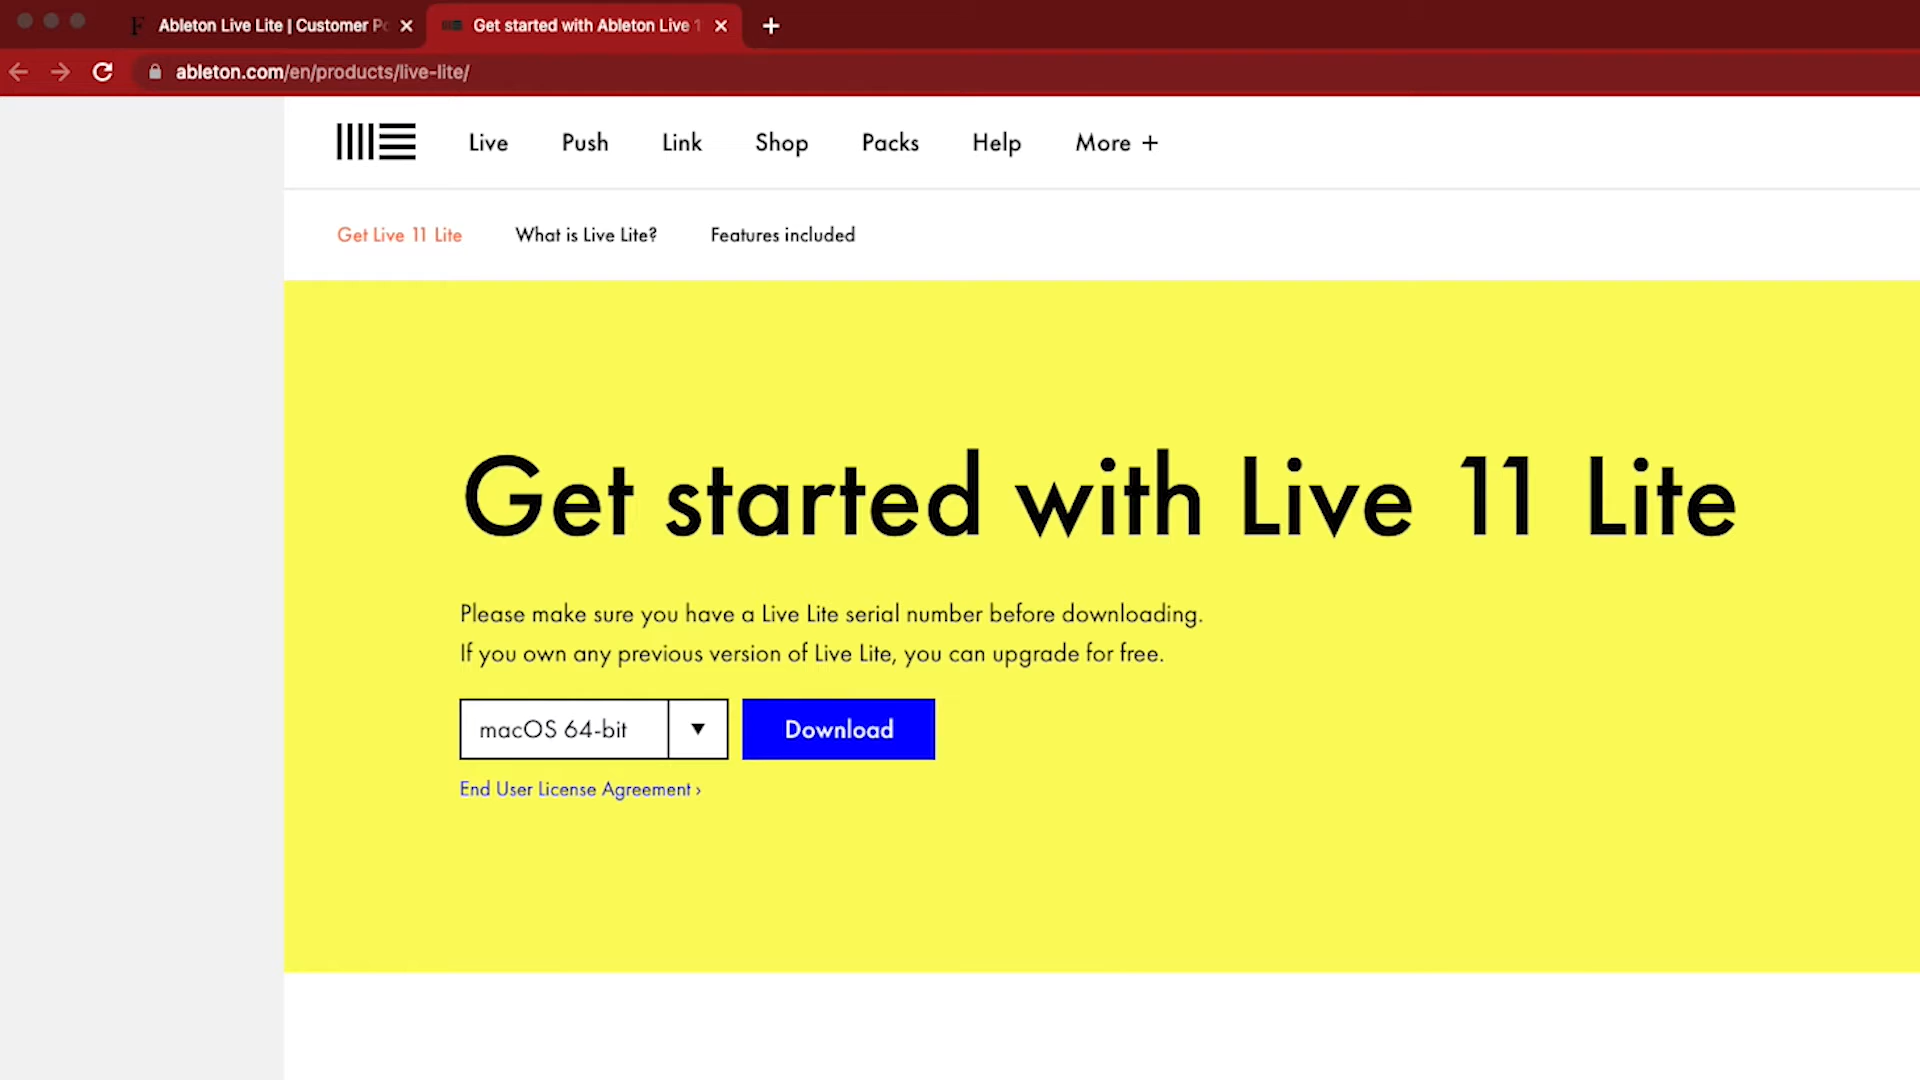 Ableton Live Lite | Customer Po
Get started with Ableton Live 1
ableton.com/en/products/live-lite/
Live
Push
Link
Shop
Packs
Help
More +
Get Live 11 Lite
What is Live Lite?
Features included
Get started with Live 11 Lite
Please make sure you have a Live Lite serial number before downloading.
If you own any previous version of Live Lite, you can upgrade for free.
macOS 64-bit
Download
End User License Agreement ›